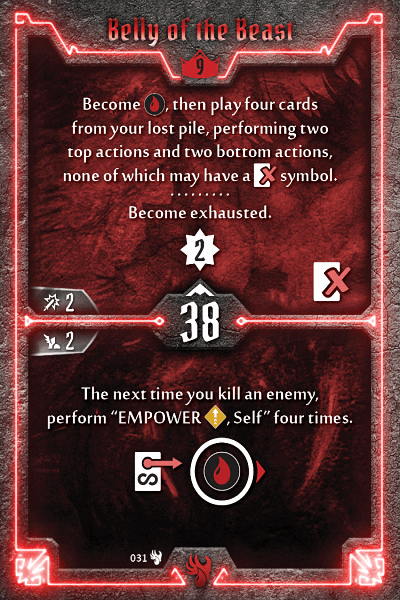 Belly of the Beast
9
Become , then play four cards
from your lost pile, performing two
top actions and two bottom actions,
none of which may have a symbol.
Become exhausted.
2
2
38
2
The next time you kill an enemy,
perform “EMPOWER , Self” four times.
031